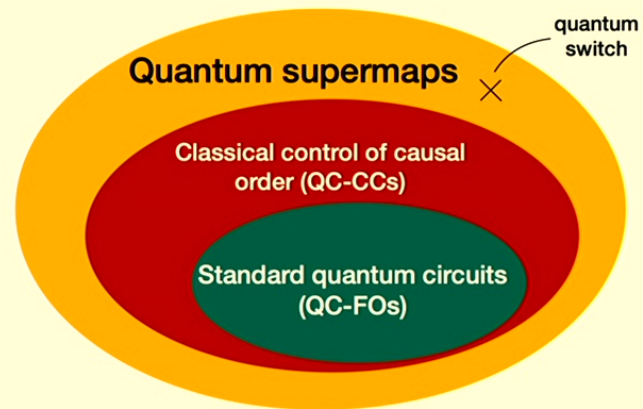 quantum
switch
Quantum supermaps
Classical control of causal
order (QC-CCs)
Standard quantum circuits
(QC-FOs)